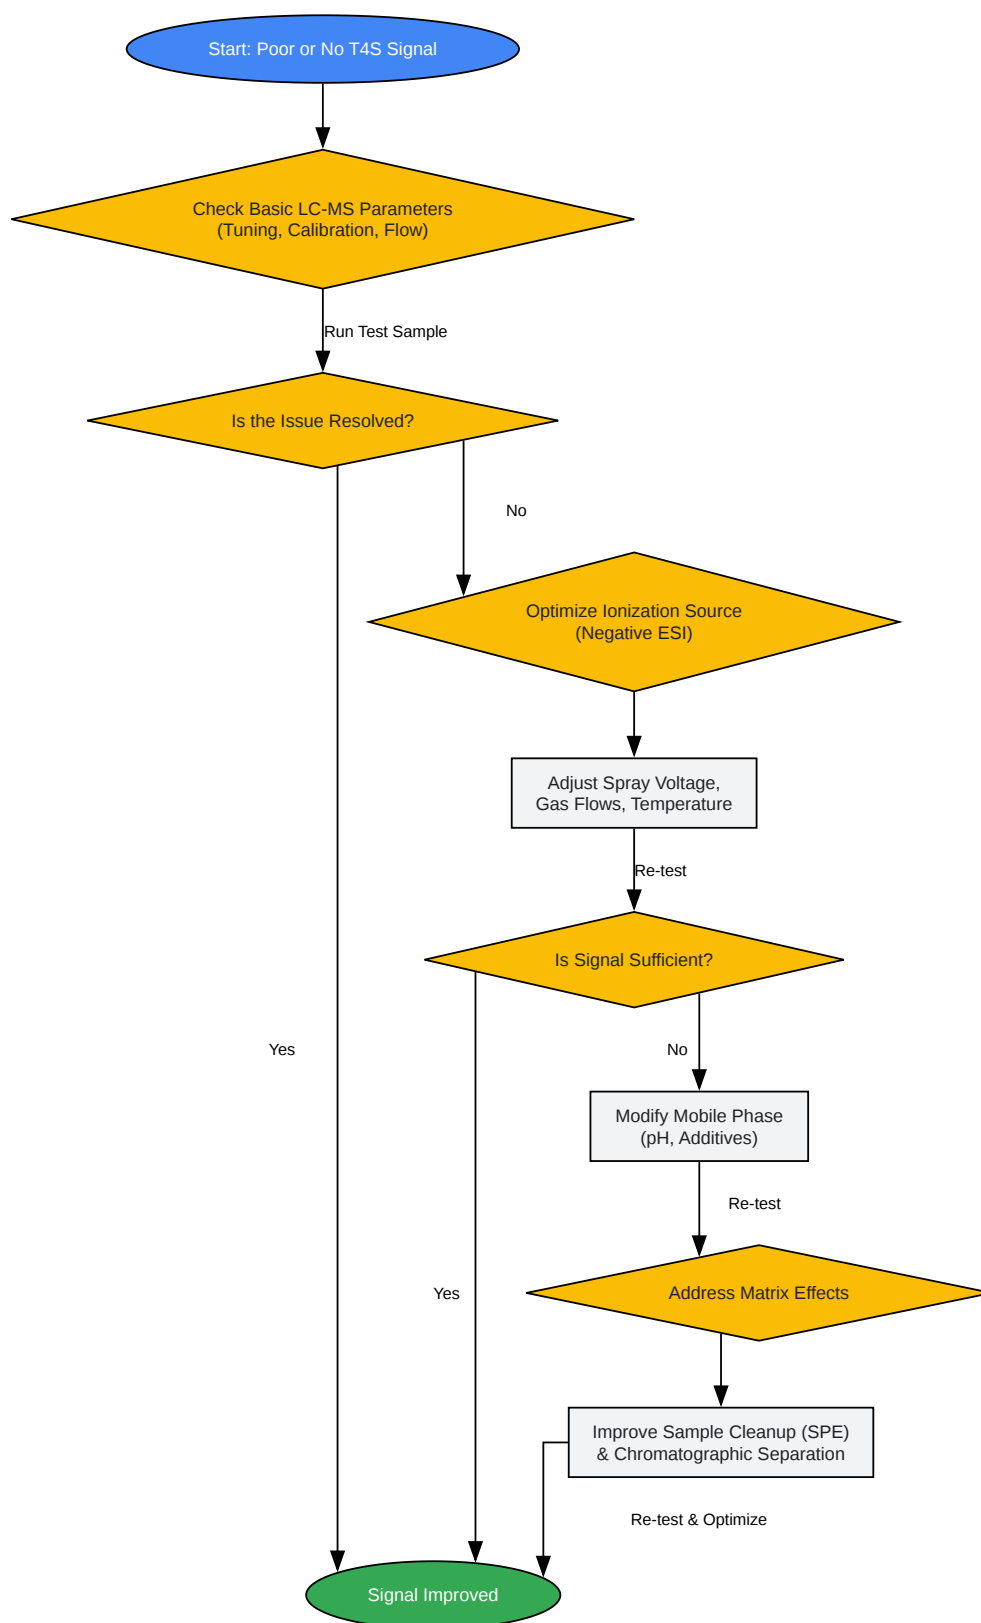 Start: Poor or No T4S Signal
Check Basic LC-MS Parameters
(Tuning, Calibration, Flow)
Run Test Sample
Is the Issue Resolved?
No
Optimize Ionization Source
(Negative ESI)
Adjust Spray Voltage,
Gas Flows, Temperature
Re-test
Is Signal Sufficient?
Yes
No
Modify Mobile Phase
(pH, Additives)
Re-test
Yes
Address Matrix Effects
Improve Sample Cleanup (SPE)
& Chromatographic Separation
Re-test & Optimize
Signal Improved